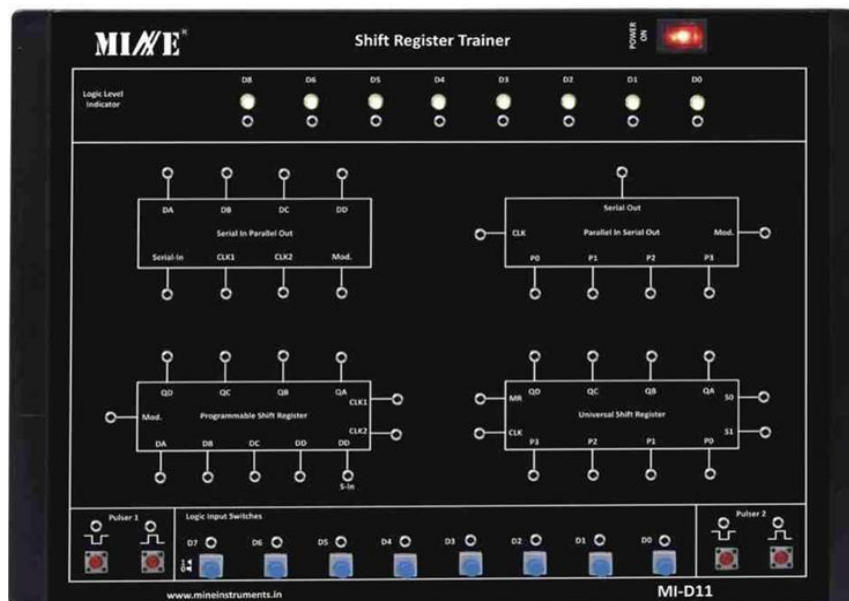 MINE®
Shift Register Trainer
POWER ON
Logic Level
Indicator
D8 D6 D5 D4 D3 D2 D1 D0
DA DB DC DD
Serial In Parallel Out
Serial-In CLK1 CLK2 Mod.
Serial Out
CLK Parallel In Serial Out Mod.
P0 P1 P2 P3
QD QC QB QA
CLK1
Mod. Programmable Shift Register
CLK2
DA DB DC DD DD
S-In
QD QC QB QA
MR S0
Universal Shift Register
CLK S1
P3 P2 P1 P0
Pulser 1
Logic Input Switches
D7 D6 D5 D4 D3 D2 D1 D0
Pulser 2
www.mineinstruments.in
MI-D11